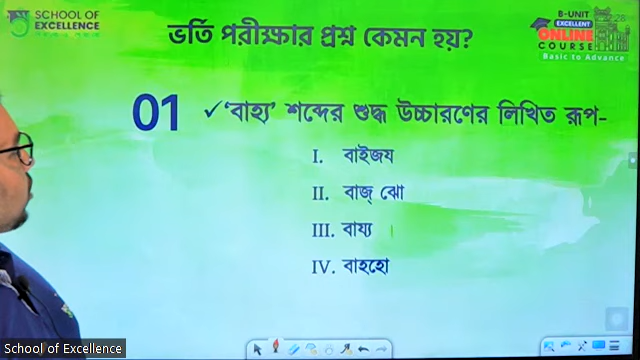 SCHOOL OF
EXCELLENCE
B-UNIT
EXCELLENT
ONLINE
COURSE
Basic to Advance
ভর্তি পরীক্ষার প্রশ্ন কেমন হয়?
01 ✓‘বাহ্য’ শব্দের শুদ্ধ উচ্চারণের লিখিত রূপ-
I. বাইজয
II. বাজ্ ঝো
III. বায্য
IV. বাহহো
School of Excellence